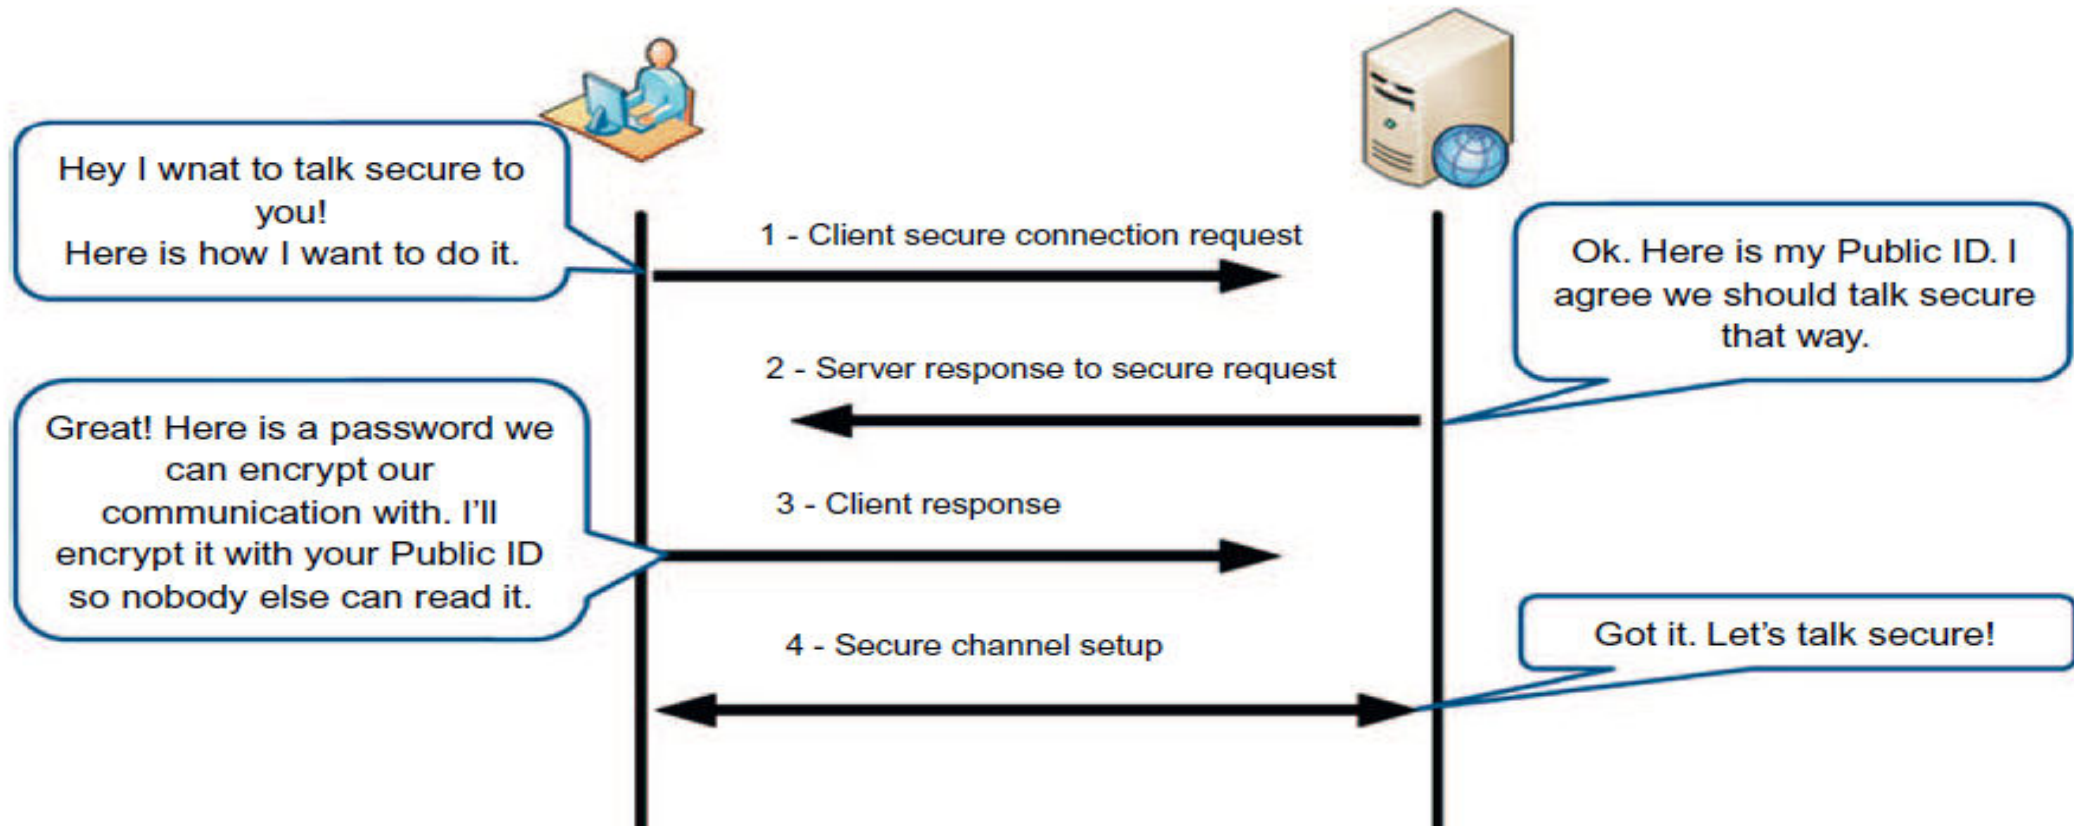 Hey I wnat to talk secure to
you!
Here is how I want to do it.
1 - Client secure connection request
Ok. Here is my Public ID. I
agree we should talk secure
that way.
2 - Server response to secure request
Great! Here is a password we
can encrypt our
communication with. I'll
encrypt it with your Public ID
so nobody else can read it.
3 - Client response
4 - Secure channel setup
Got it. Let's talk secure!